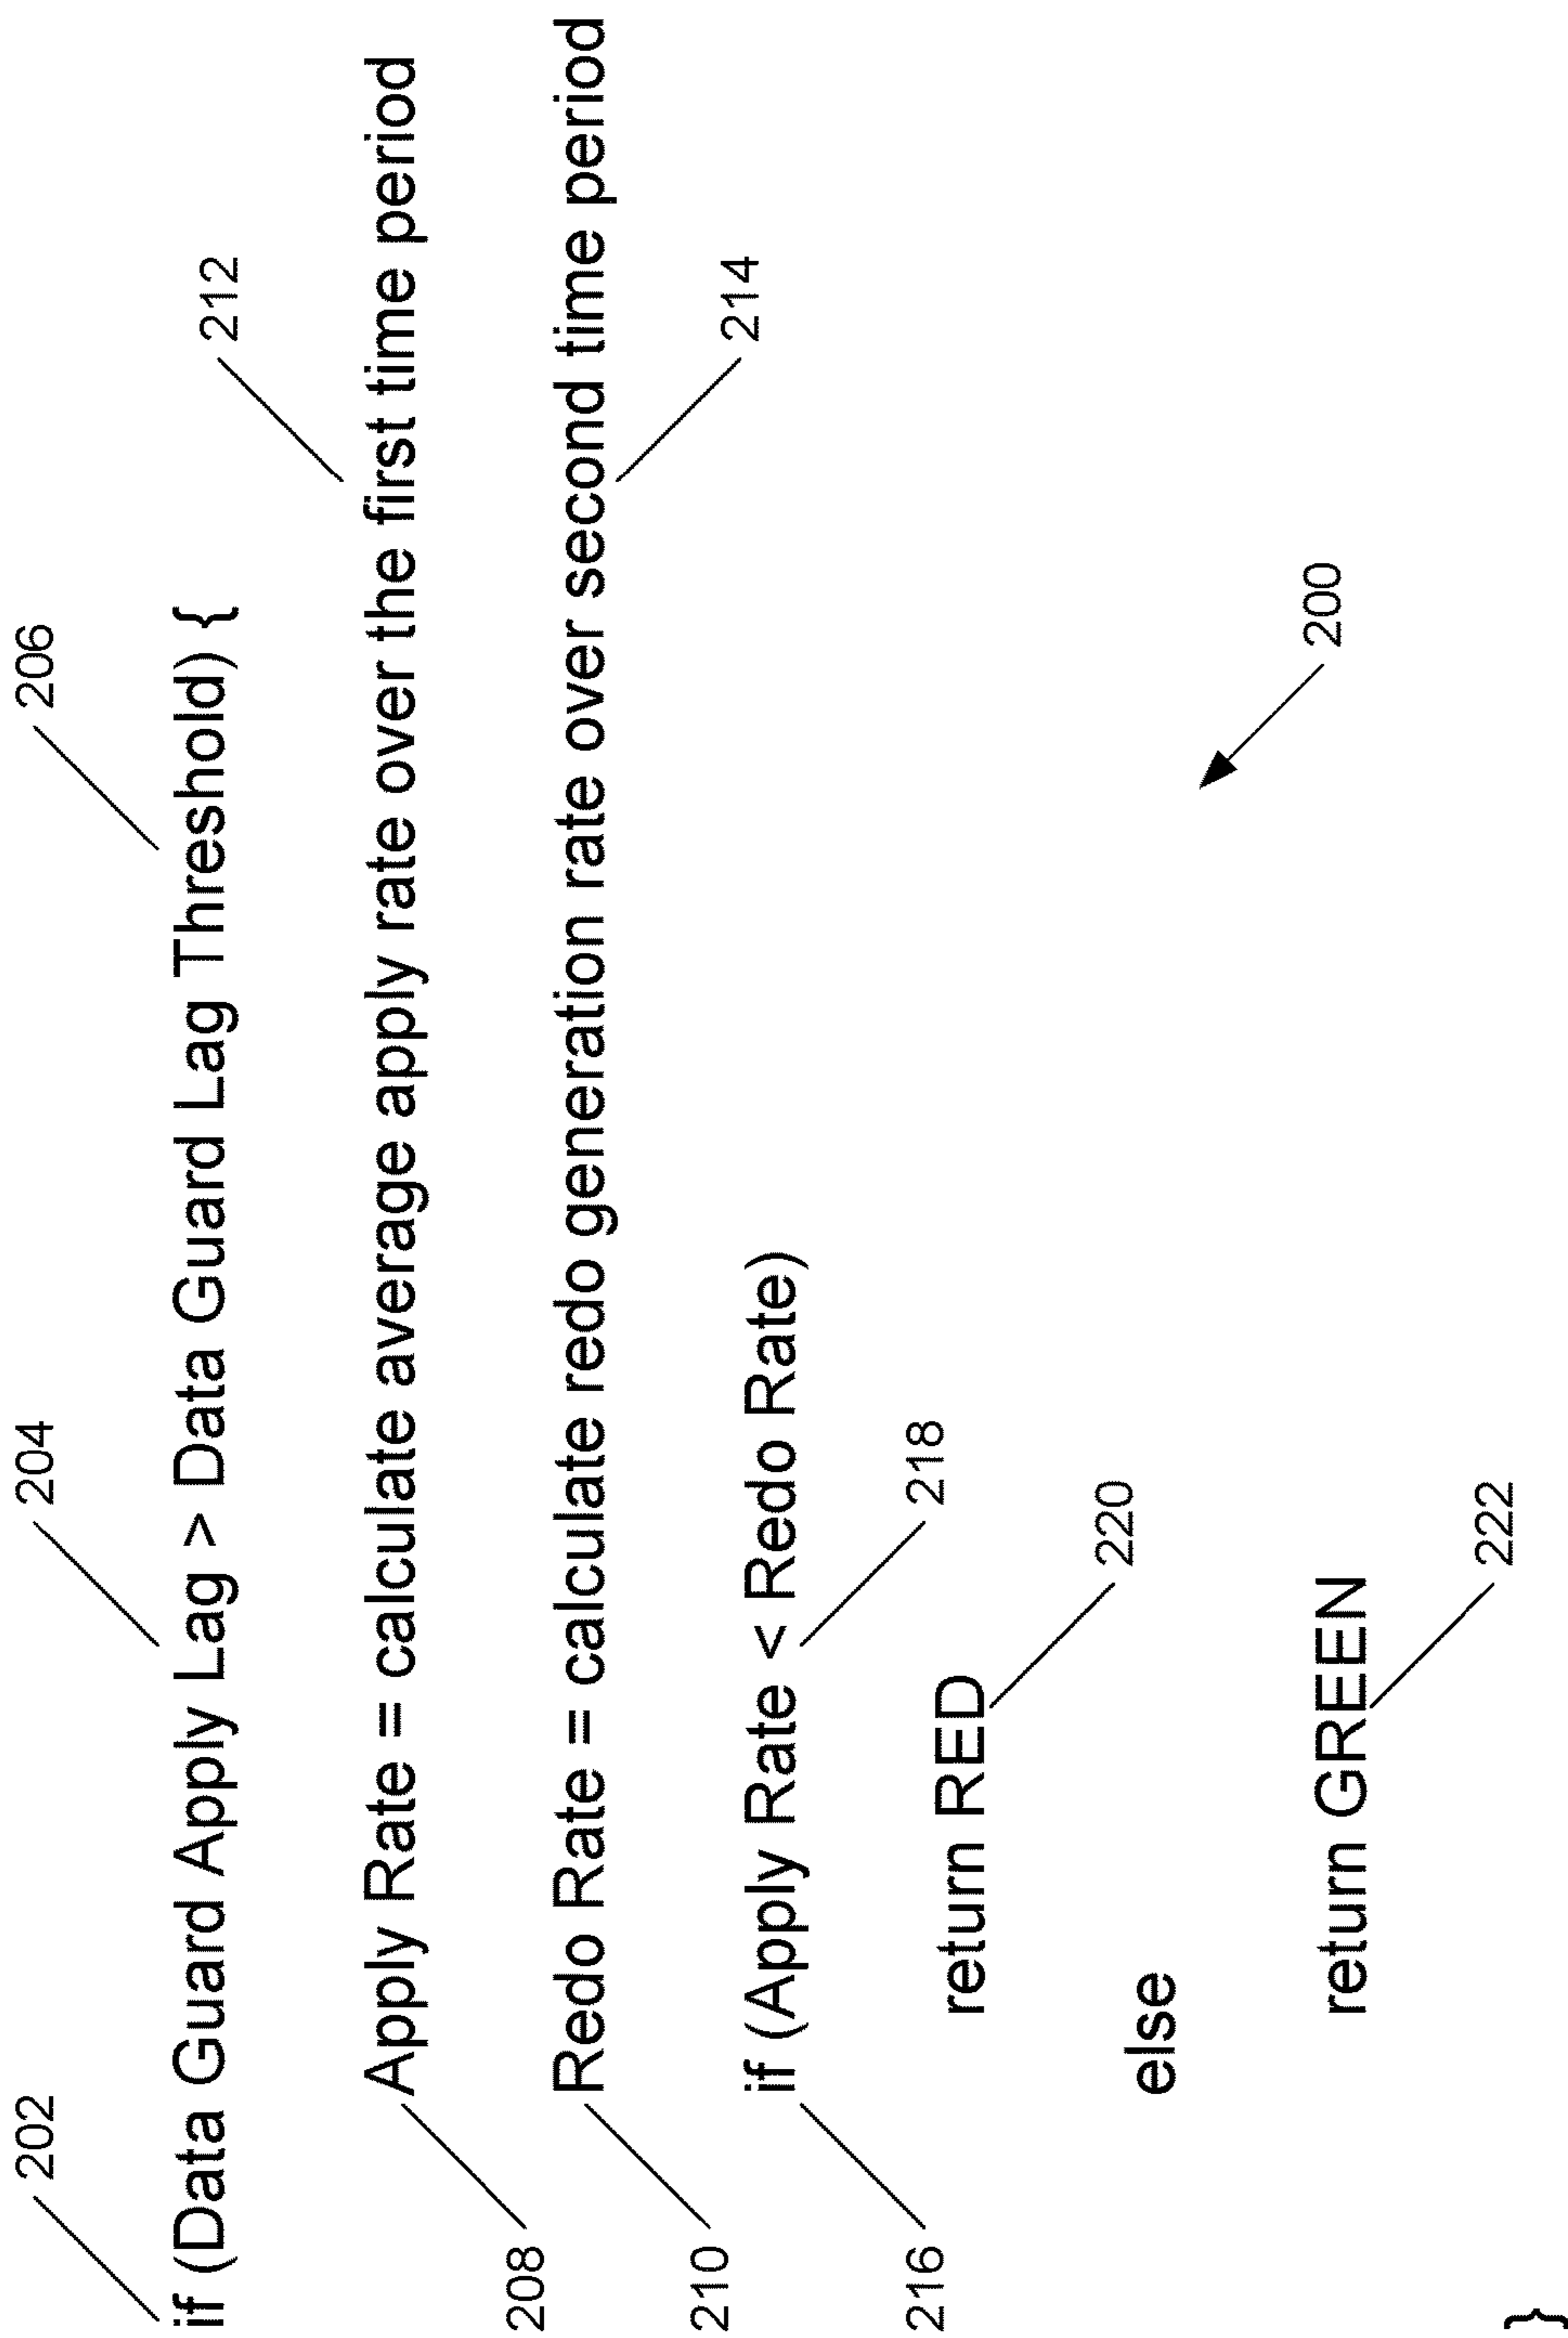 202 204 206
if (Data Guard Apply Lag > Data Guard Lag Threshold) {
212
208 Apply Rate = calculate average apply rate over the first time period
210 Redo Rate = calculate redo generation rate over second time period
214
216 if (Apply Rate < Redo Rate)
218
return RED
220
else
200
return GREEN
222
}